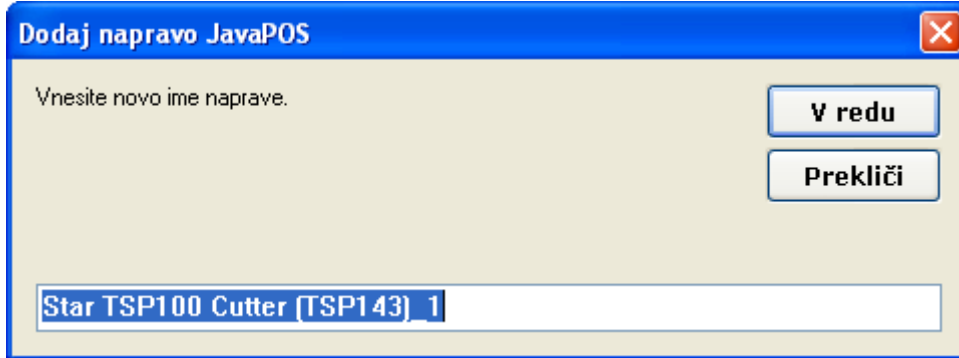 Dodaj napravo JavaPOS
Vnesite novo ime naprave.
V redu
Prekliči
Star TSP100 Cutter (TSP143)_1